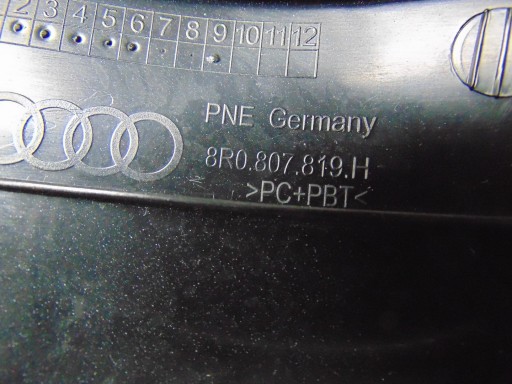 2 3 4 5 6 7 8 9 10 11 12
PNE Germany
8R0.807.819.H
>PC+PBT<